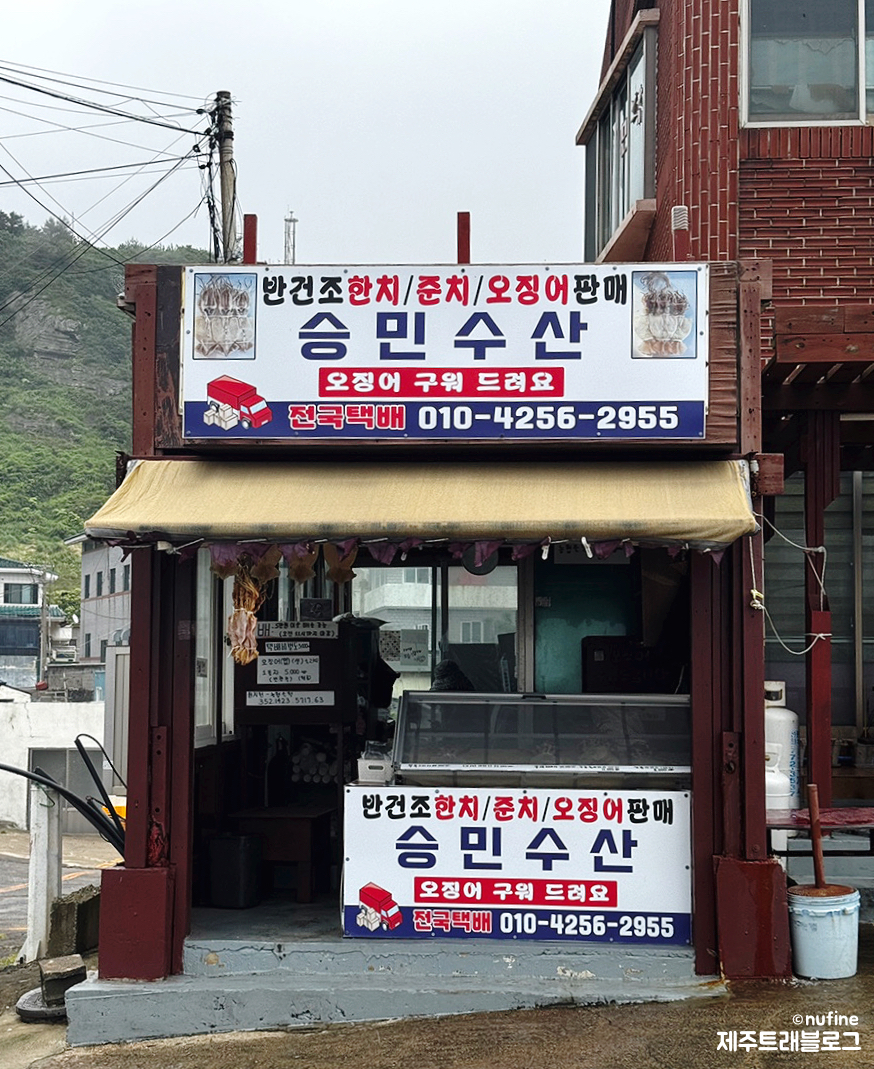 반건조한치/준치/오징어판매
승민수산
오징어 구워 드려요
전국택배 010-4256-2955
반건조한치/준치/오징어판매
승민수산
오징어 구워 드려요
전국택배 010-4256-2955
©nufine
제주트래블로그